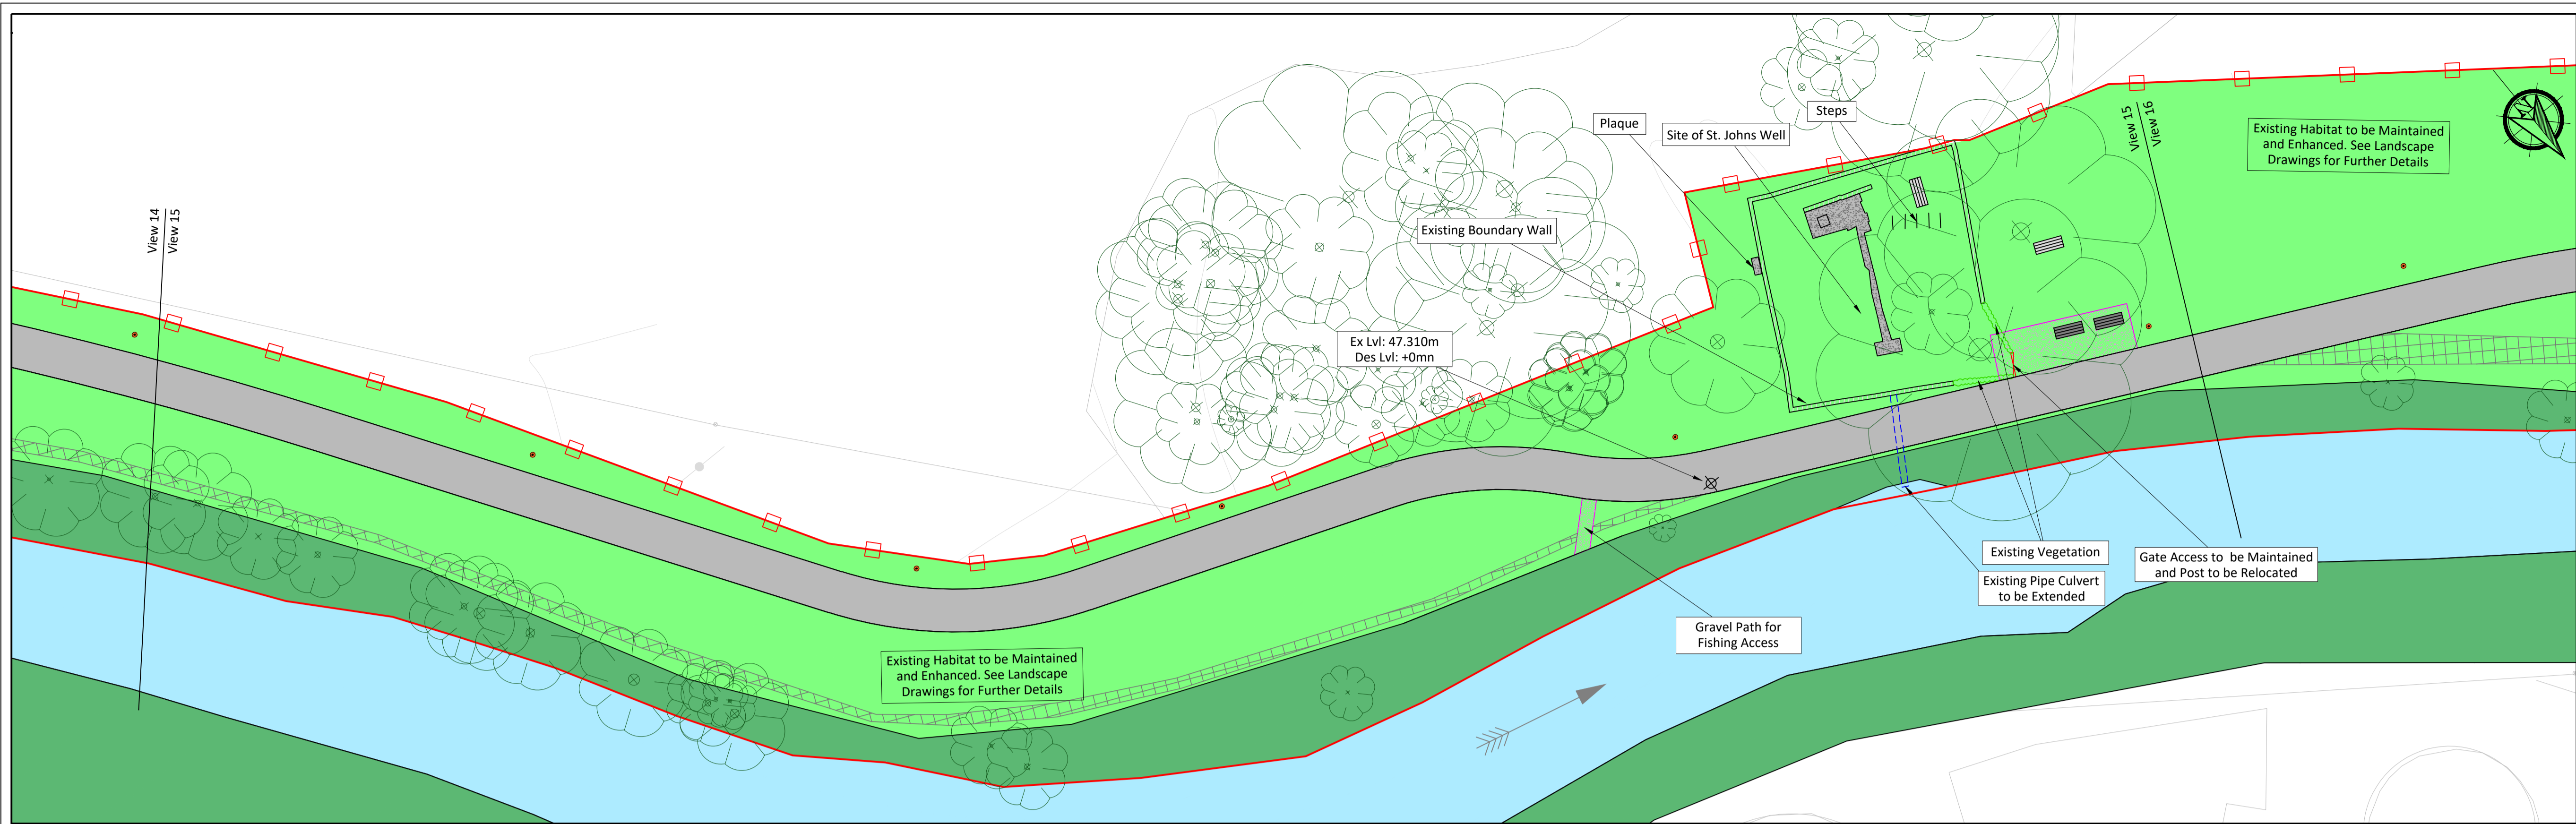 View 14
View 15
Existing Habitat to be Maintained
and Enhanced. See Landscape
Drawings for Further Details
Ex Lvl: 47.310m
Des Lvl: +0mn
Existing Boundary Wall
Plaque
Site of St. Johns Well
Steps
View 15
View 16
Existing Habitat to be Maintained
and Enhanced. See Landscape
Drawings for Further Details
N
Gravel Path for
Fishing Access
Existing Vegetation
Existing Pipe Culvert
to be Extended
Gate Access to  be Maintained
and Post to be Relocated